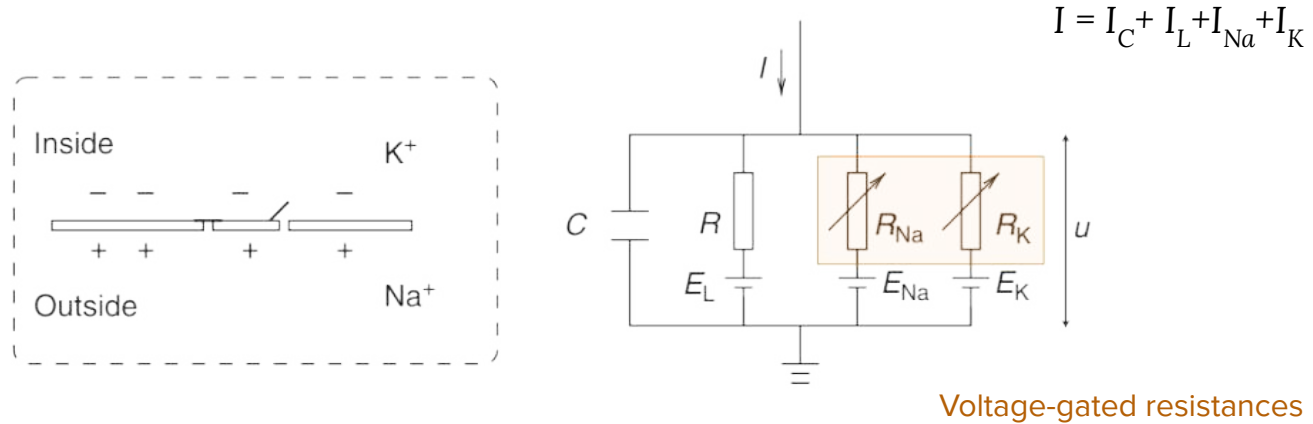 I = I_C + I_L + I_Na + I_K
I
Inside
K⁺
− − − −
C
R
R_Na
R_K
u
+ + + +
E_L
E_Na
E_K
Na⁺
Outside
Voltage-gated resistances